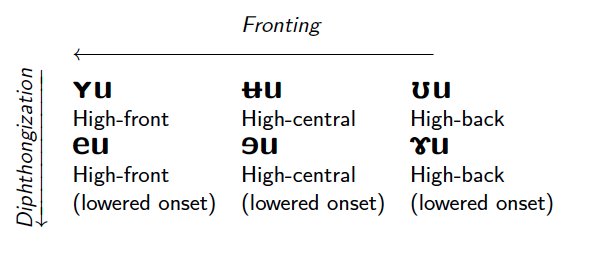 Fronting
Diphthongization
ʏu ʉu ʊu
High-front High-central High-back
eu ɘu ɤu
High-front High-central High-back
(lowered onset) (lowered onset) (lowered onset)